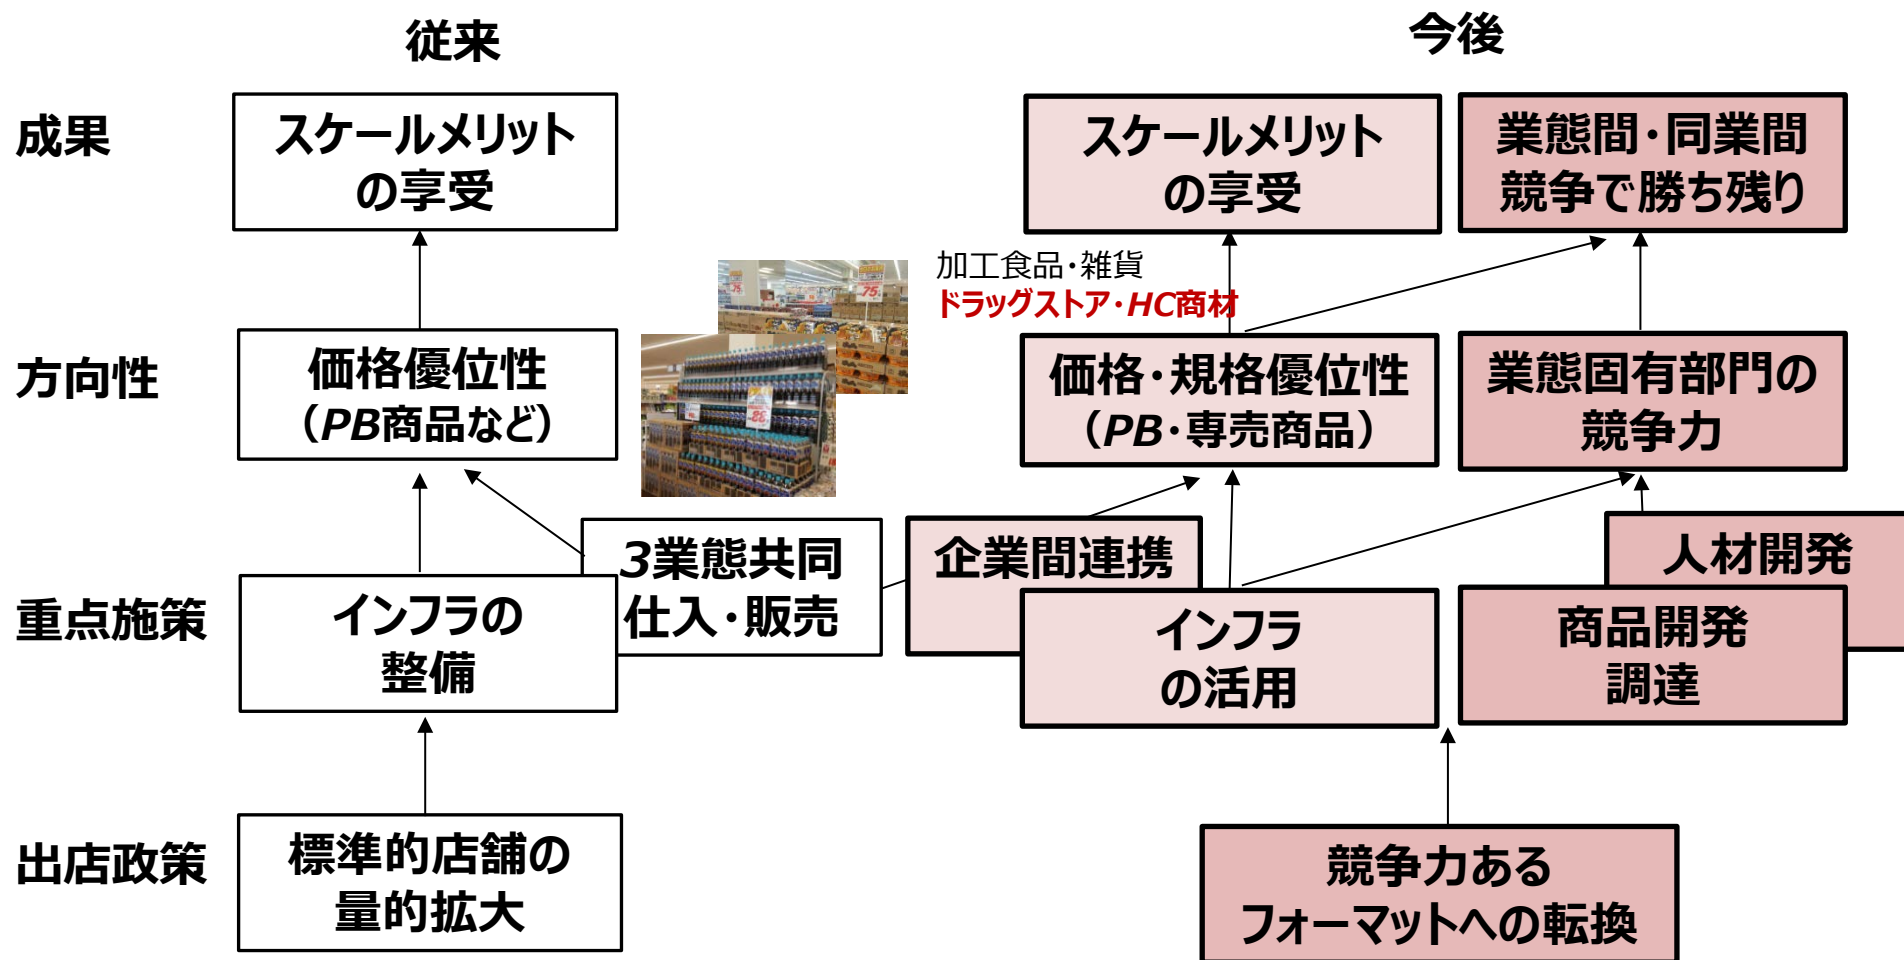 従来
今後
成果
スケールメリット
の享受
スケールメリット
の享受
業態間・同業間
競争で勝ち残り
加工食品・雑貨
ドラッグストア・HC商材
方向性
価格優位性
（PB商品など）
価格・規格優位性
（PB・専売商品）
業態固有部門の
競争力
重点施策
インフラの
整備
3業態共同
仕入・販売
企業間連携
インフラ
の活用
人材開発
商品開発
調達
出店政策
標準的店舗の
量的拡大
競争力ある
フォーマットへの転換